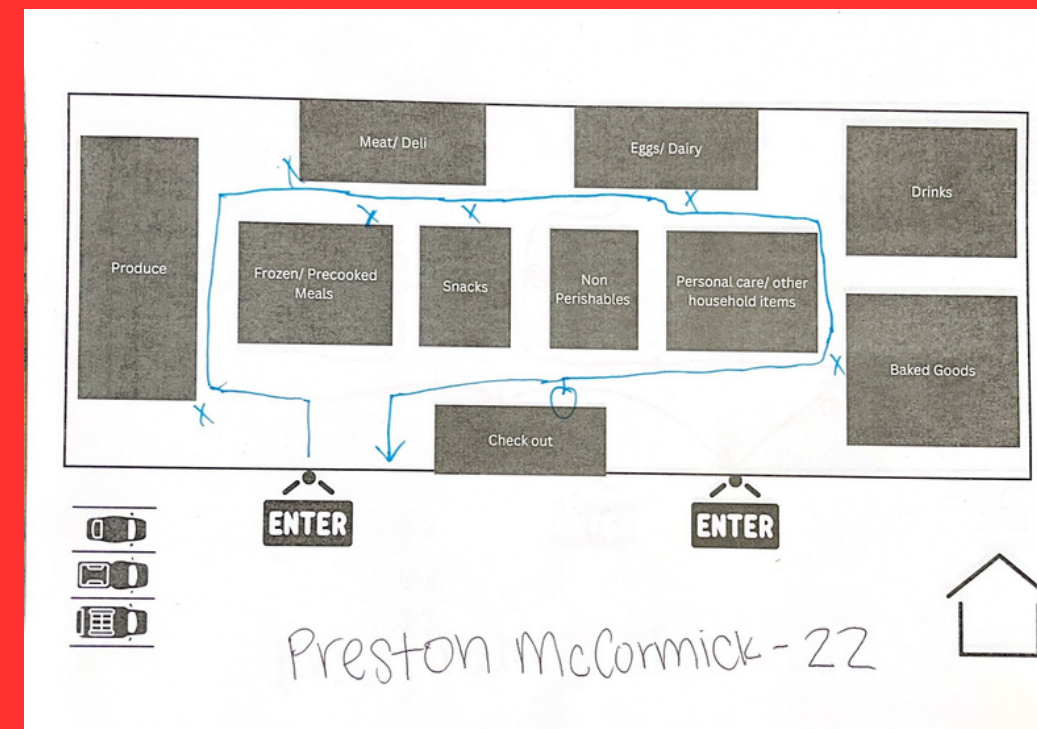 Meat/ Deli
Eggs/ Dairy
Drinks
Produce
Frozen/ Precooked
Meals
Snacks
Non
Perishables
Personal care/ other
household items
Baked Goods
Check out
ENTER
ENTER
Preston McCormick - 22